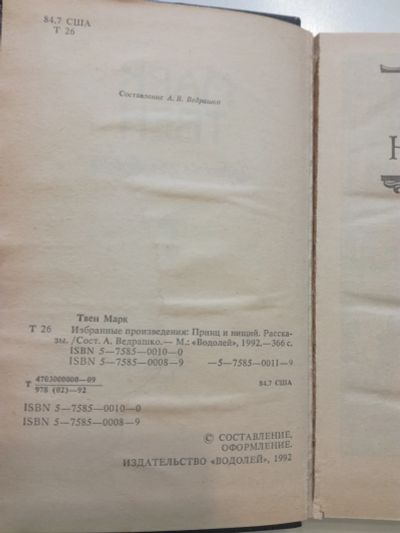 84.7 США
Т 26
Составление А. В. Ведрашко
Твен Марк
Т 26 Избранные произведения: Принц и нищий. Расска-
зы. /Сост. А. Ведрашко.— М.: «Водолей», 1992.—366 с.
ISBN 5—7585—0010—0
ISBN 5—7585—0008—9 —5—7585—0011—9
Т 4703000000—09 84.7 США
978 (02)—92
ISBN 5—7585—0010—0
ISBN 5—7585—0008—9
© СОСТАВЛЕНИЕ,
ОФОРМЛЕНИЕ.
ИЗДАТЕЛЬСТВО «ВОДОЛЕЙ», 1992
Н